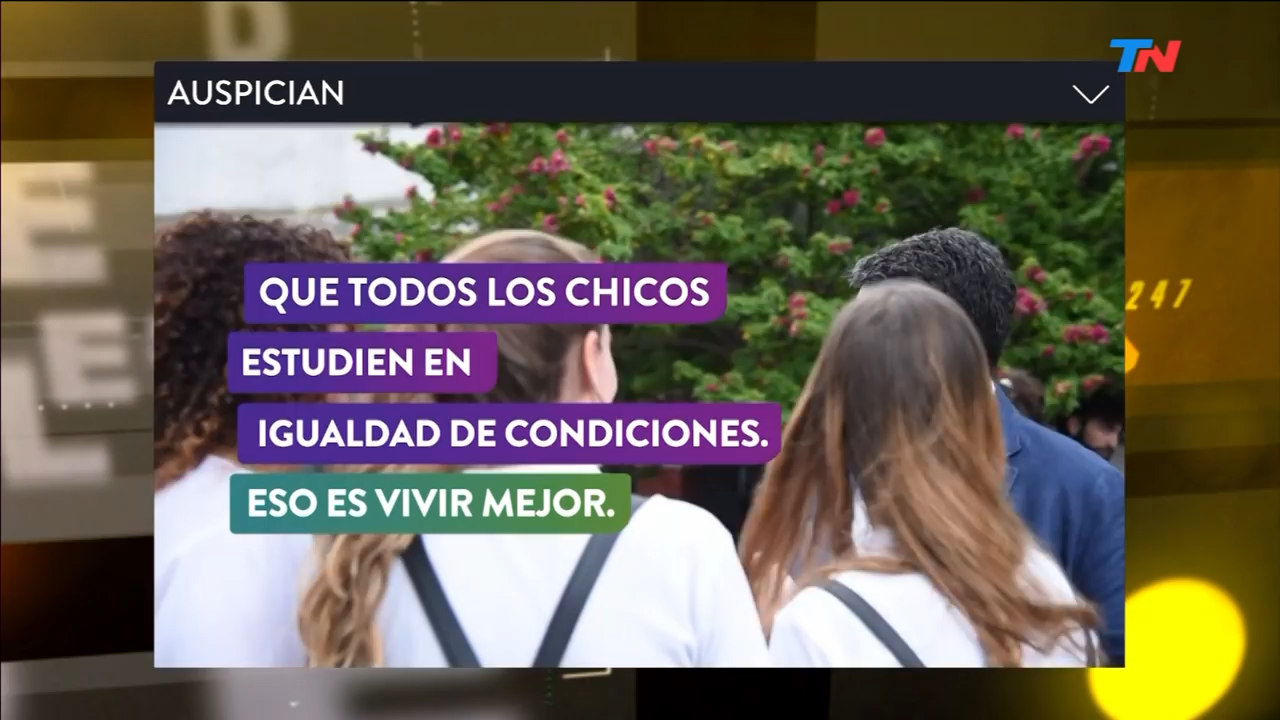 TN
AUSPICIAN
QUE TODOS LOS CHICOS
ESTUDIEN EN
IGUALDAD DE CONDICIONES.
ESO ES VIVIR MEJOR.
247